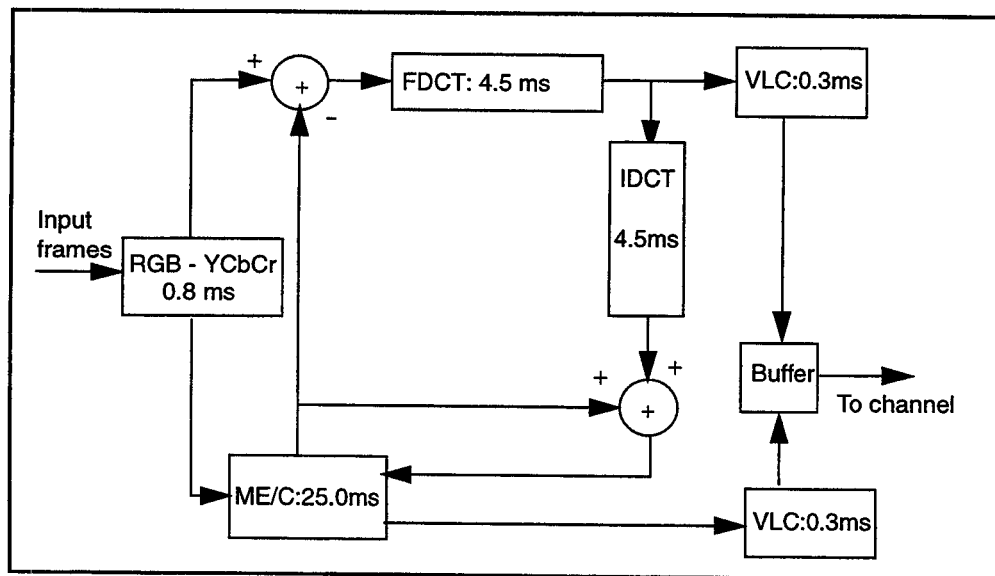 +
+
-
FDCT: 4.5 ms
VLC:0.3ms
IDCT
4.5ms
Input
frames
RGB - YCbCr
0.8 ms
+
+
+
Buffer
To channel
ME/C:25.0ms
VLC:0.3ms